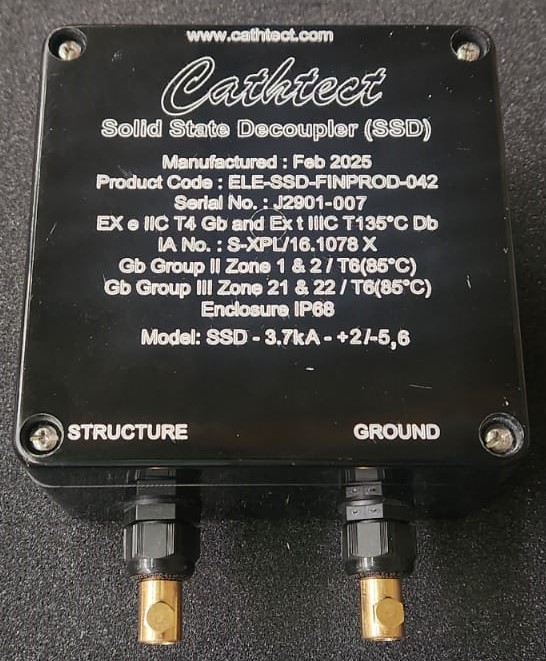 www.cathtect.com
Cathtect
Solid State Decoupler (SSD)
Manufactured : Feb 2025
Product Code : ELE-SSD-FINPROD-042
Serial No. : J2901-007
EX e IIC T4 Gb and Ex t IIIC T135°C Db
IA No. : S-XPL/16.1078 X
Gb Group II Zone 1 & 2 / T6(85°C)
Gb Group III Zone 21 & 22 / T6(85°C)
Enclosure IP68
Model: SSD - 3.7kA - +2/-5,6
STRUCTURE GROUND